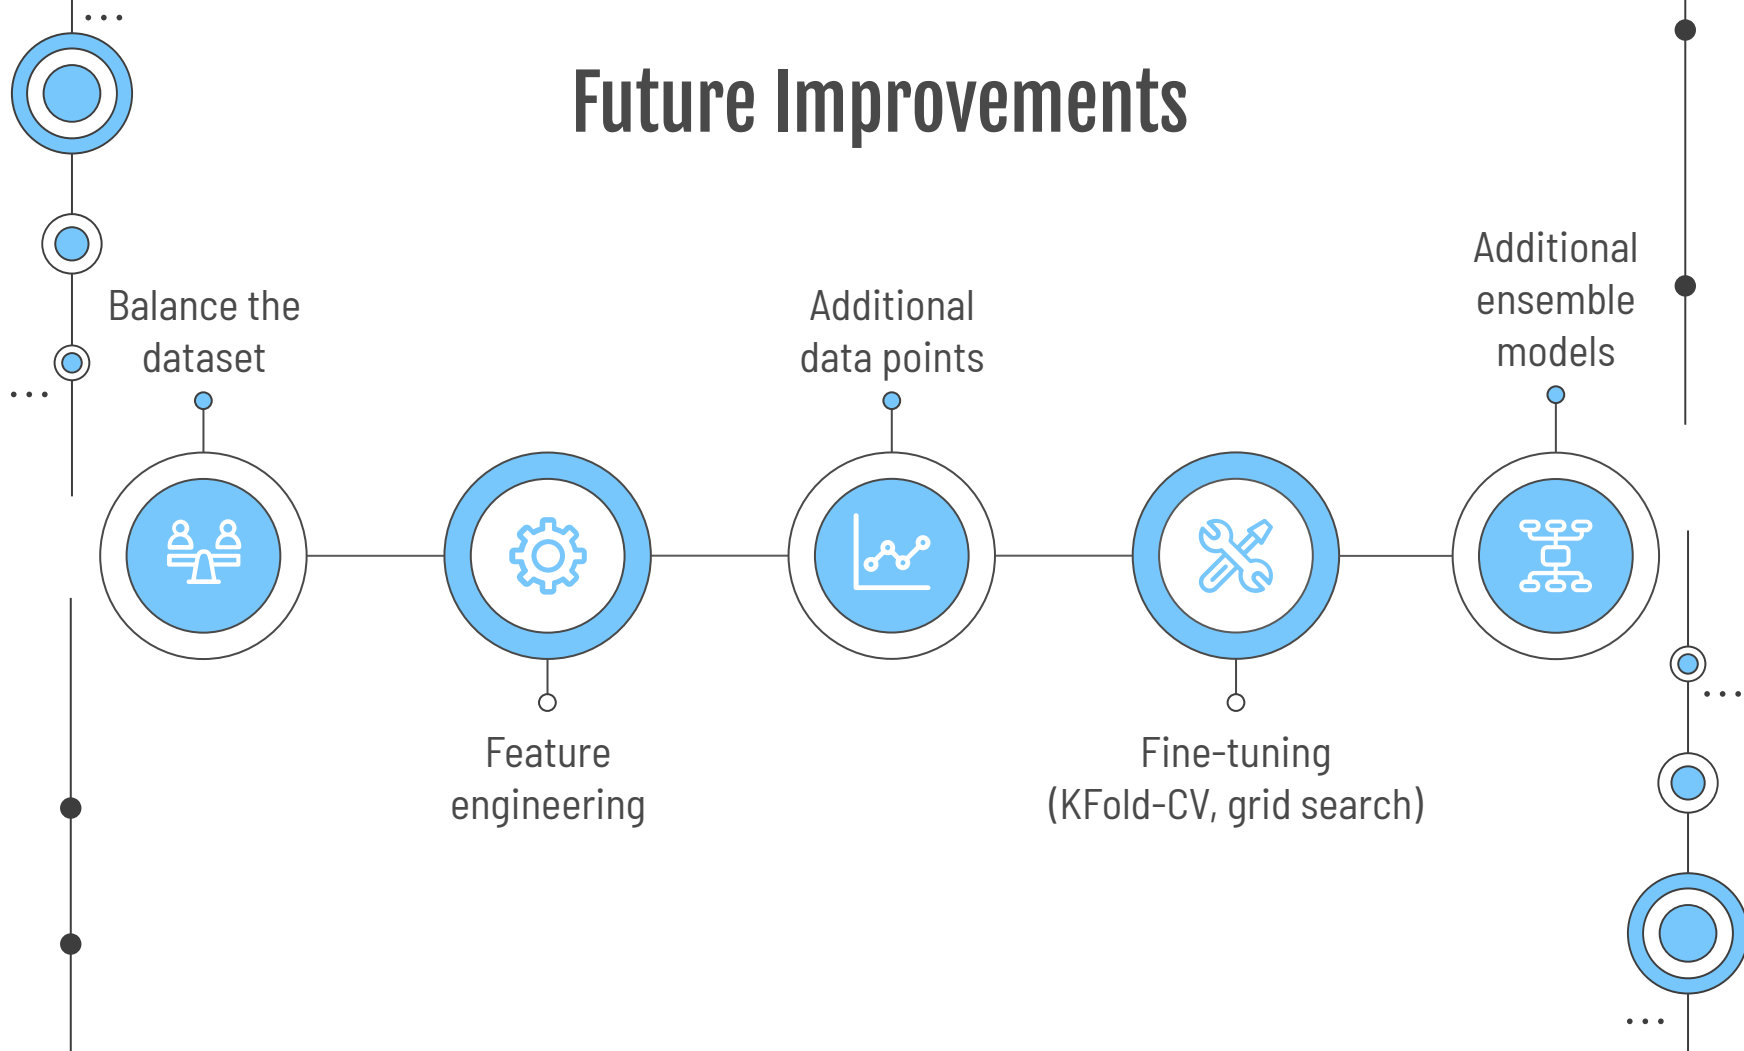 Future Improvements
Balance the
dataset
Feature
engineering
Additional
data points
Fine-tuning
(KFold-CV, grid search)
Additional
ensemble
models